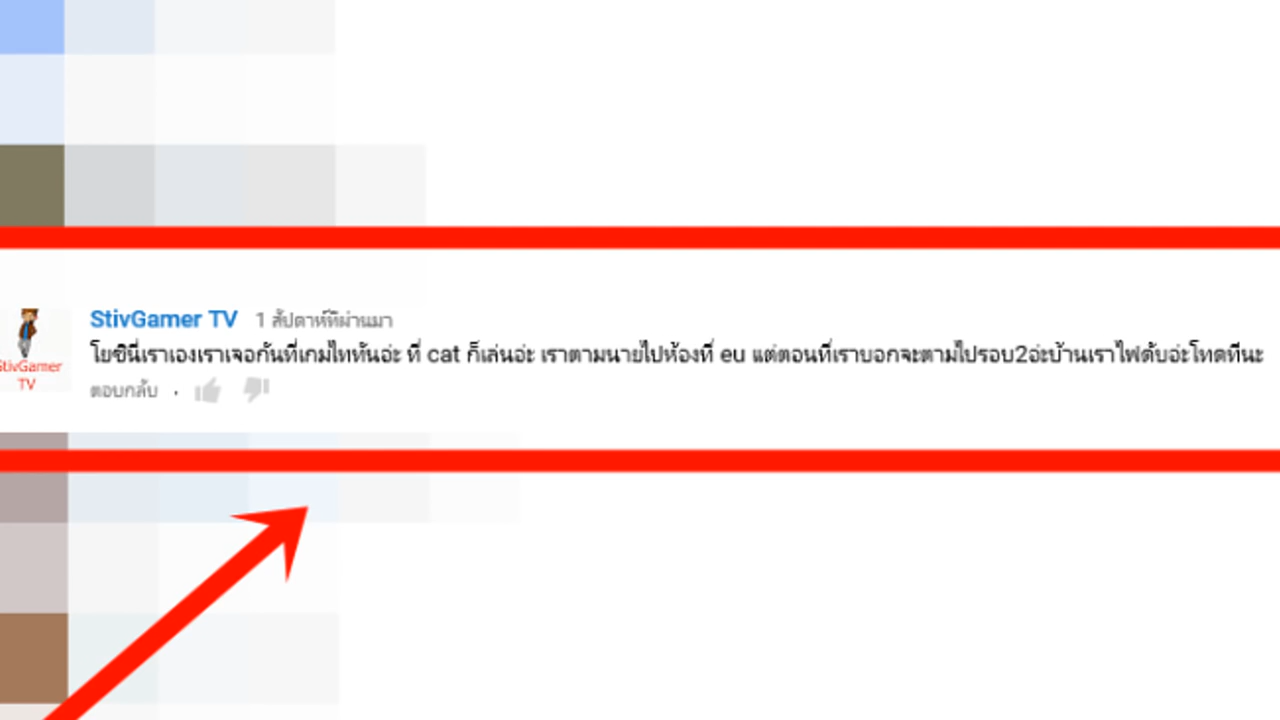 StivGamer TV 1 สัปดาห์ที่ผ่านมา
โยชินี่เราเองเราเจอกันที่เกมไททันอ่ะ ที่ cat ก็เล่นอ่ะ เราตามนายไปห้องที่ eu แต่ตอนที่เราบอกจะตามไปรอบ2อ่ะบ้านเราไฟดับอ่ะโทดทีนะ
StivGamer
TV
ตอบกลับ ·